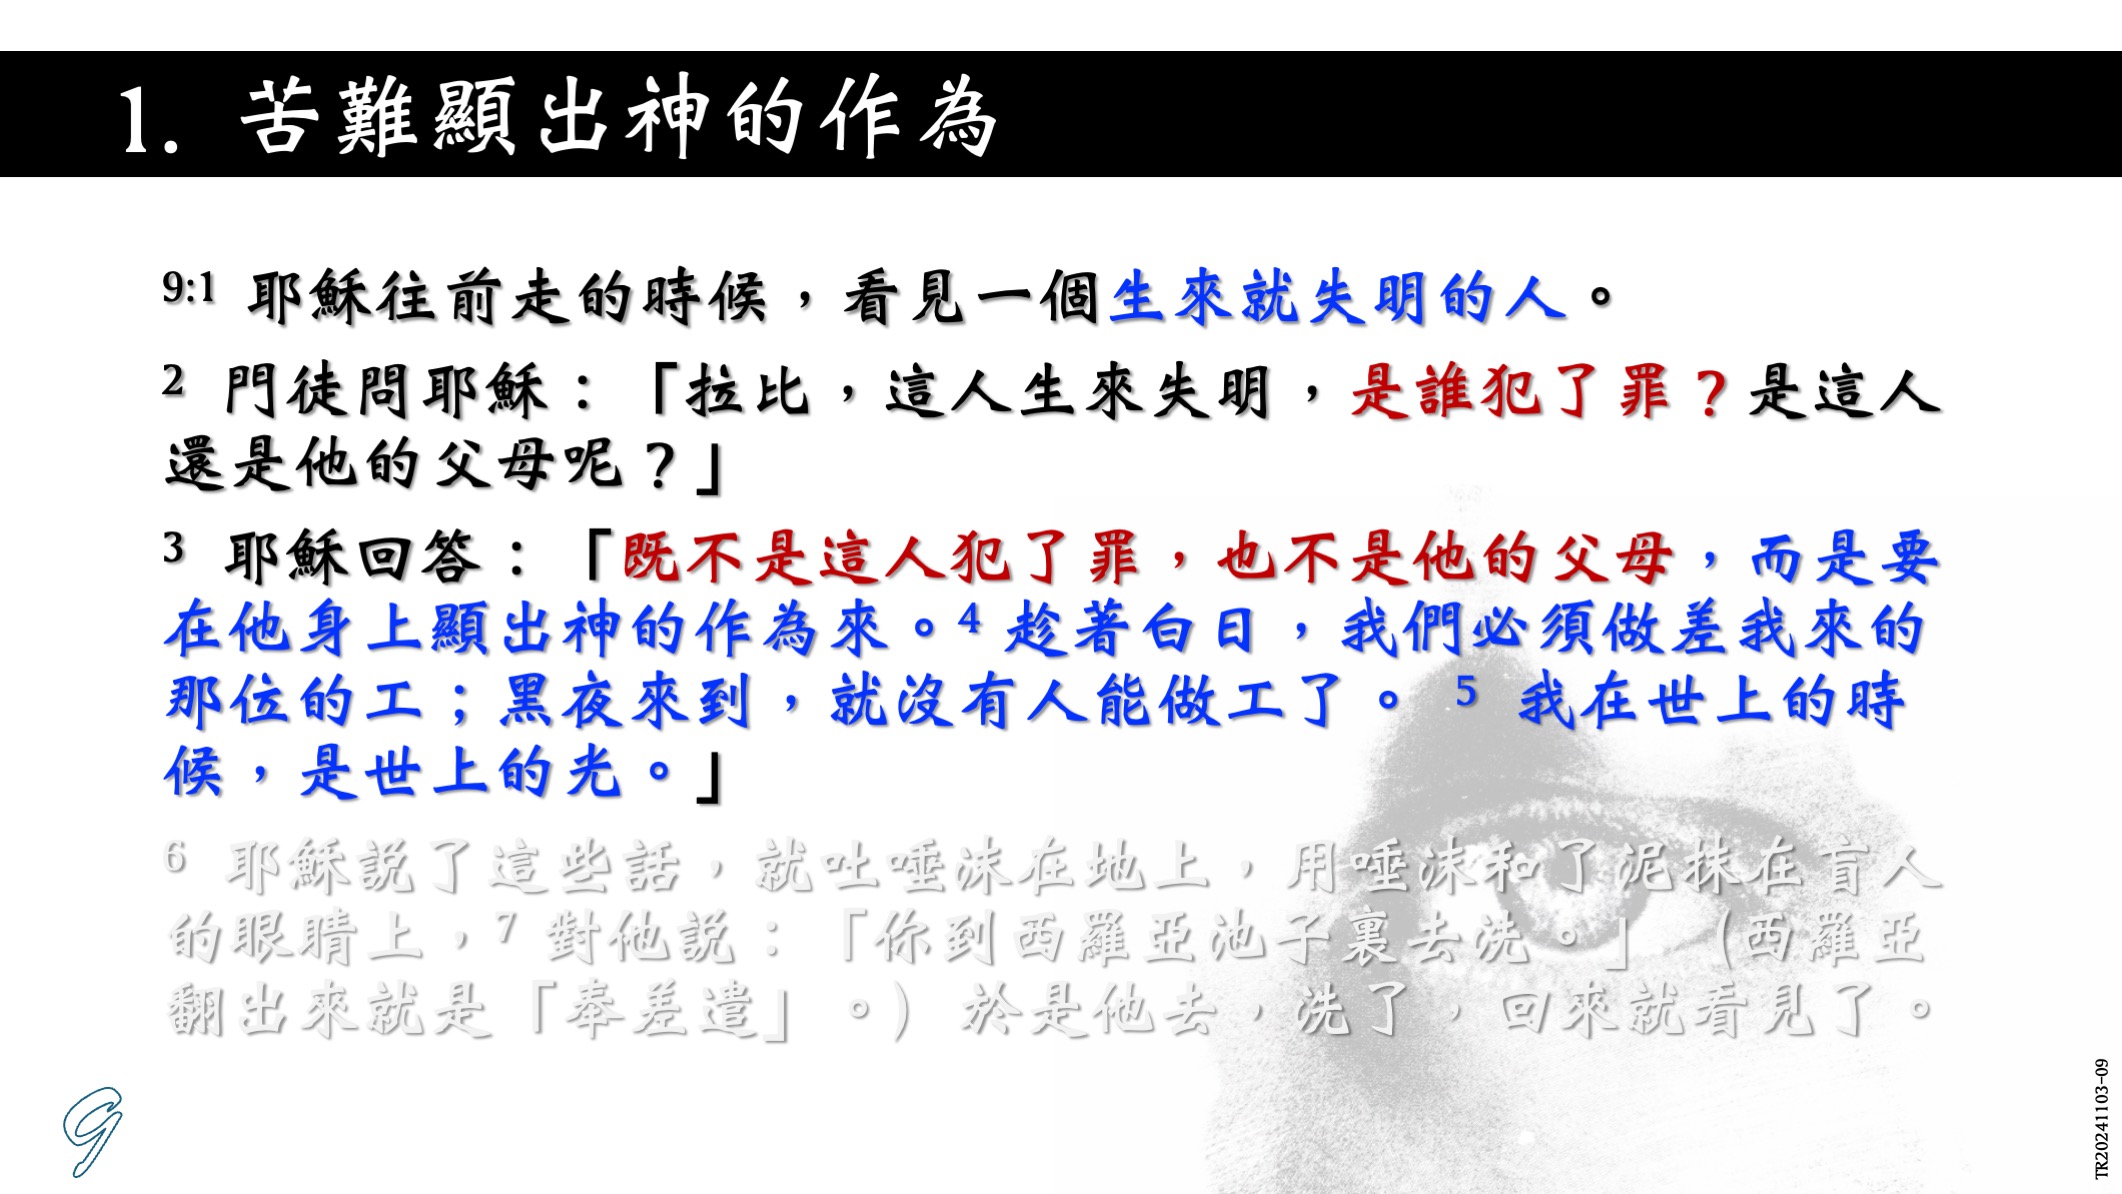 1. 苦難顯出神的作為
9:1 耶穌往前走的時候，看見一個生來就失明的人。
2 門徒問耶穌：「拉比，這人生來失明，是誰犯了罪？是這人
還是他的父母呢？」
3 耶穌回答：「既不是這人犯了罪，也不是他的父母，而是要
在他身上顯出神的作為來。4 趁著白日，我們必須做差我來的
那位的工；黑夜來到，就沒有人能做工了。 5 我在世上的時
候，是世上的光。」
6 耶穌說了這些話，就吐唾沫在地上，用唾沫和了泥抹在盲人
的眼睛上，7 對他說：「你到西羅亞池子裏去洗。」（西羅亞
翻出來就是「奉差遣」。） 於是他去，洗了，回來就看見了。
G
TR20241103-09